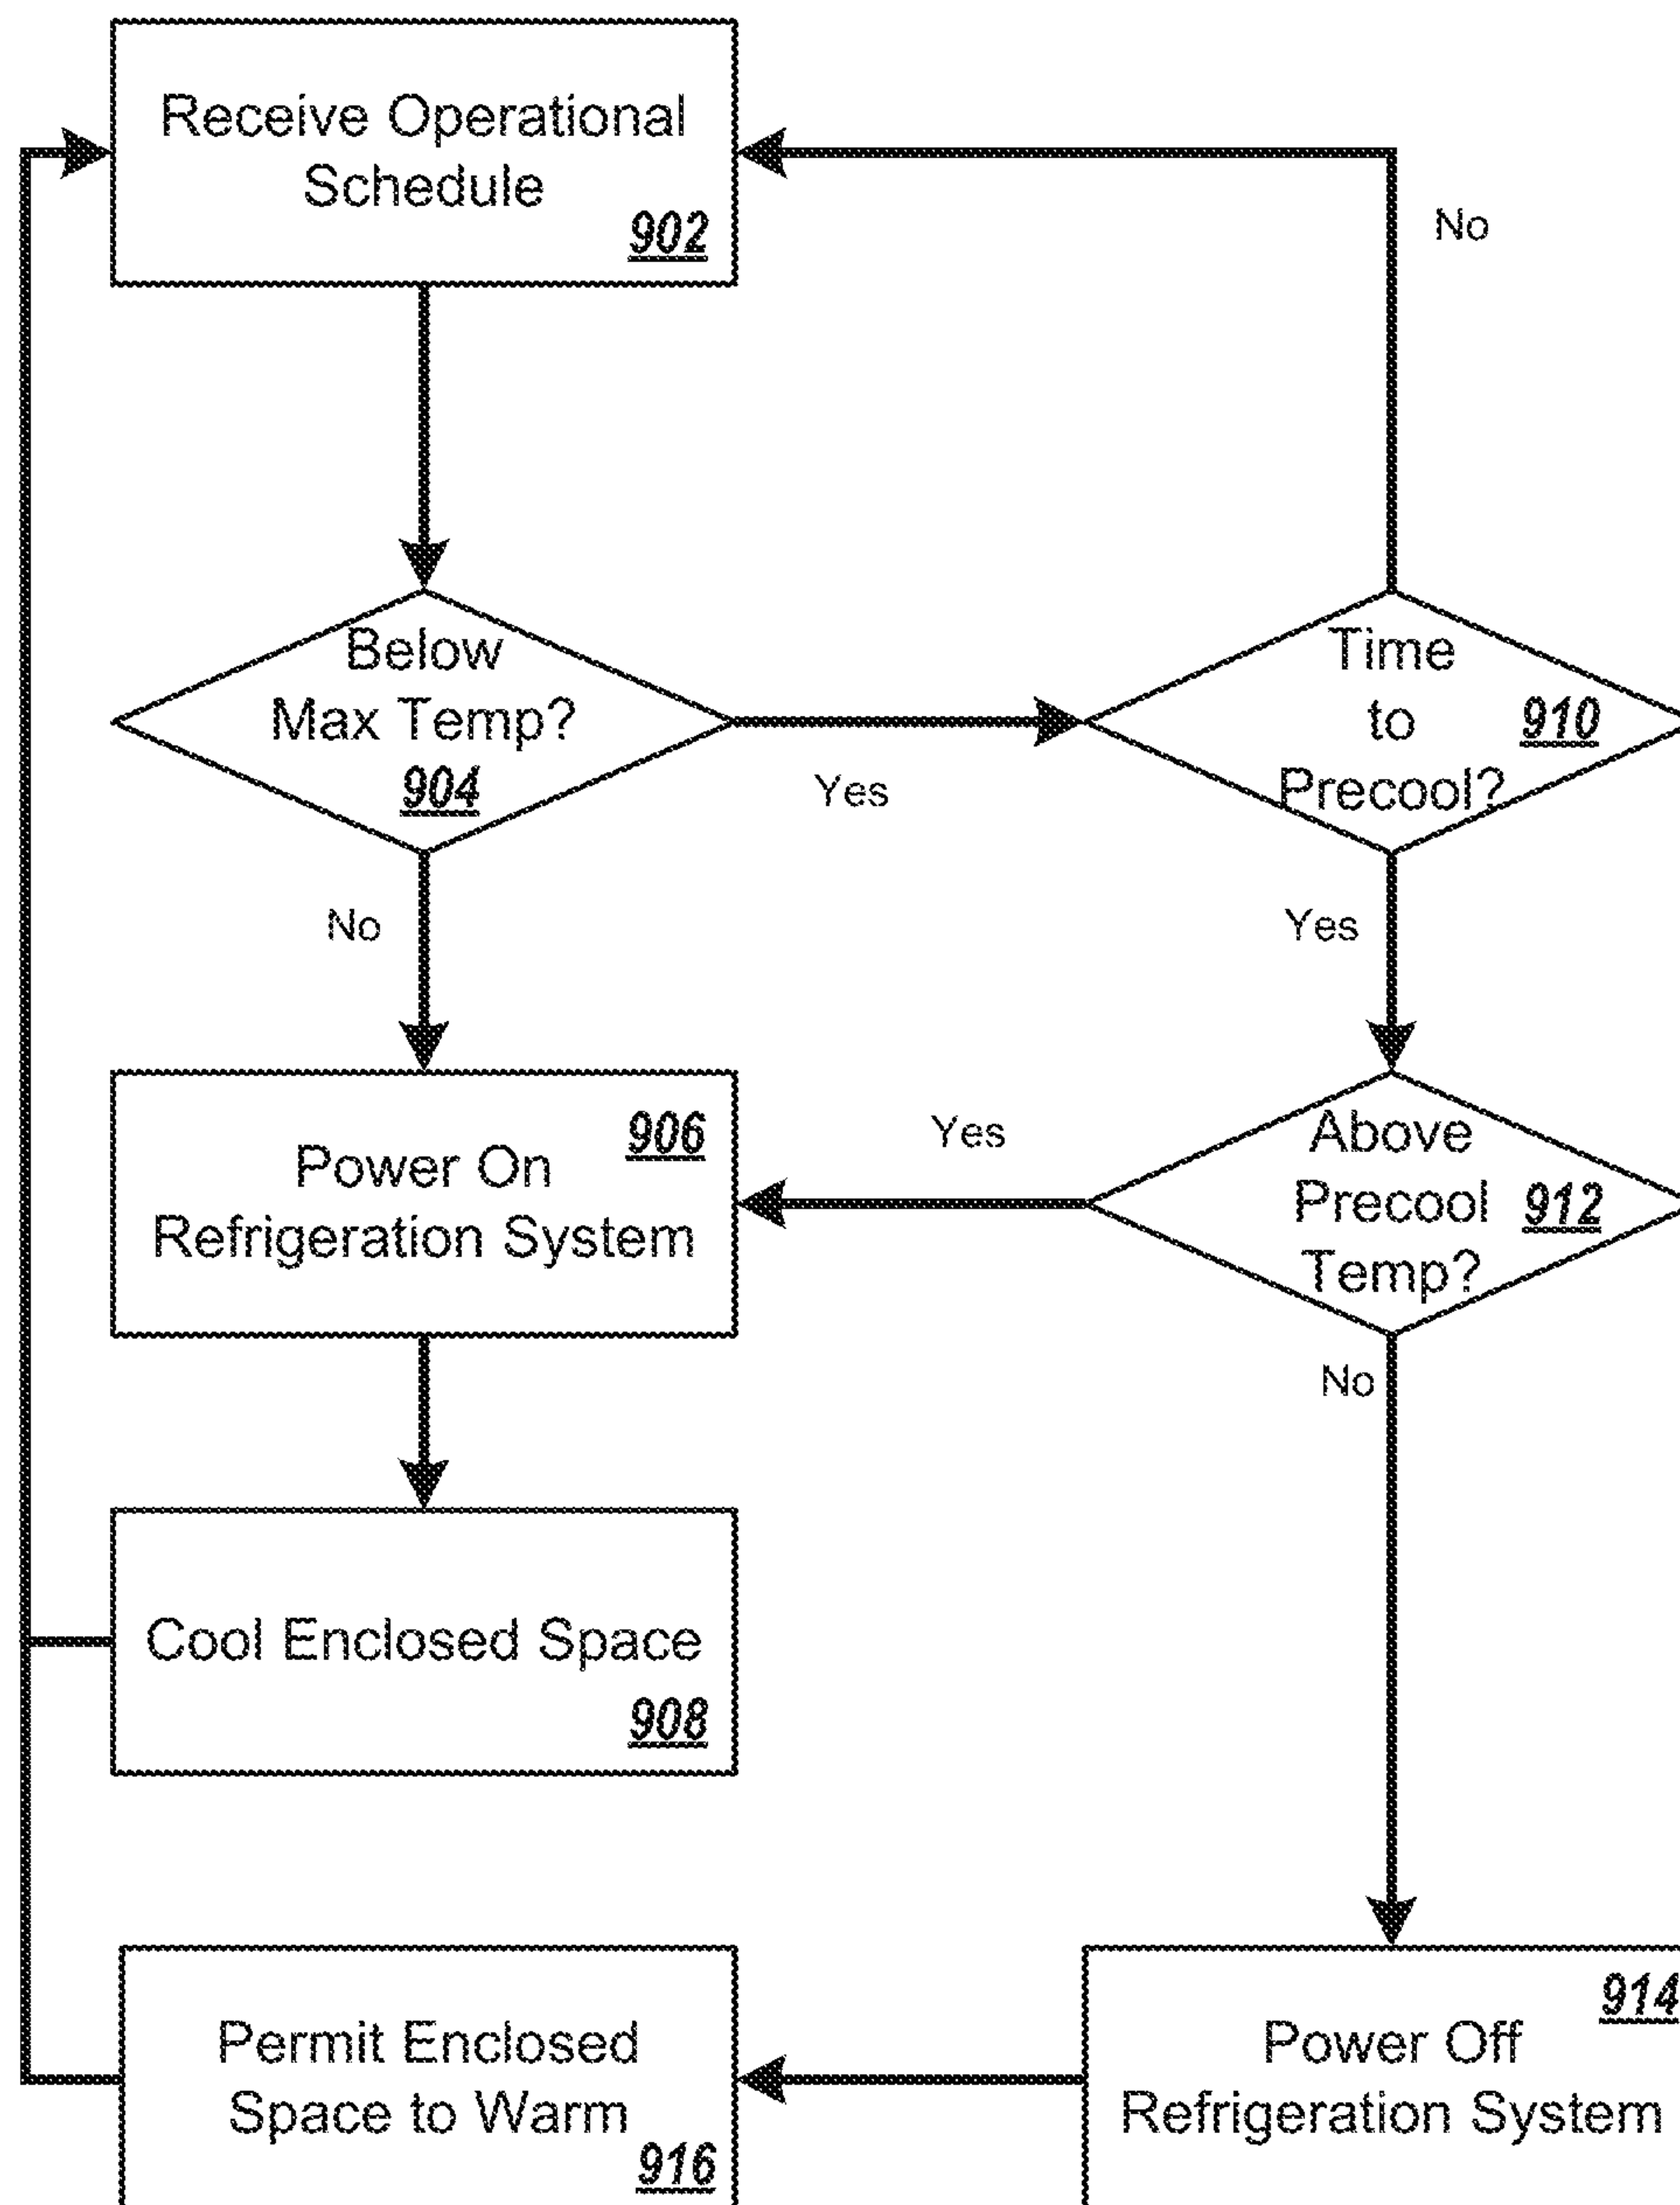 Receive Operational
Schedule
902
No
Below
Max Temp?
904
Yes
Time
to
Precool?
910
No
Yes
Power On
Refrigeration System
906
Yes
Above
Precool
Temp?
912
No
Cool Enclosed Space
908
Permit Enclosed
Space to Warm
916
914
Power Off
Refrigeration System